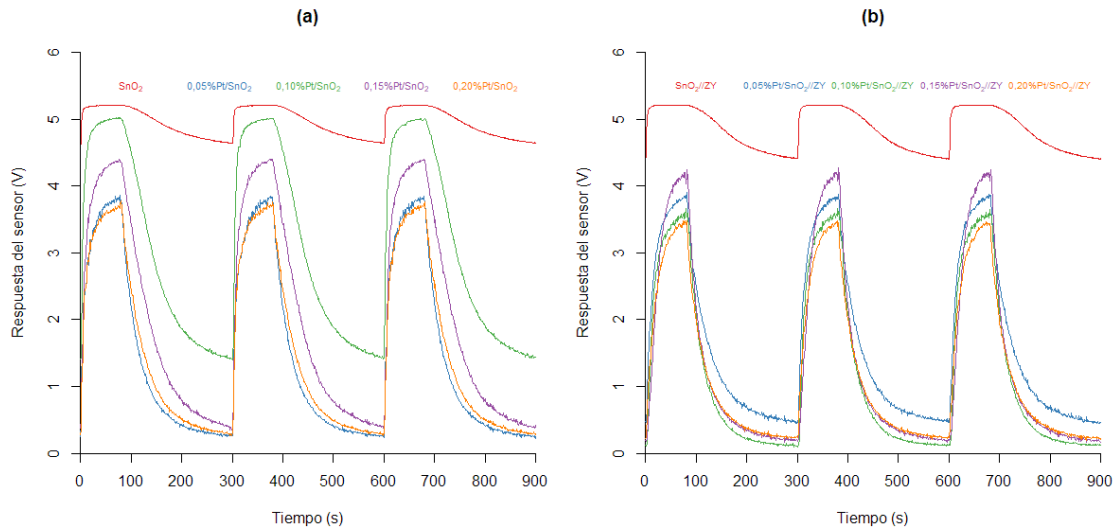 (a)
6
5
4
3
2
1
0
Respuesta del sensor (V)
SnO₂ 0,05%Pt/SnO₂ 0,10%Pt/SnO₂ 0,15%Pt/SnO₂ 0,20%Pt/SnO₂
0 100 200 300 400 500 600 700 800 900
Tiempo (s)
(b)
6
5
4
3
2
1
0
Respuesta del sensor (V)
SnO₂//ZY 0,05%Pt/SnO₂//ZY 0,10%Pt/SnO₂//ZY 0,15%Pt/SnO₂//ZY 0,20%Pt/SnO₂//ZY
0 100 200 300 400 500 600 700 800 900
Tiempo (s)